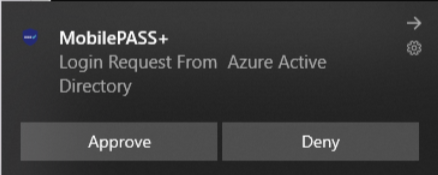 MobilePASS+
Login Request From  Azure Active
Directory
Approve
Deny